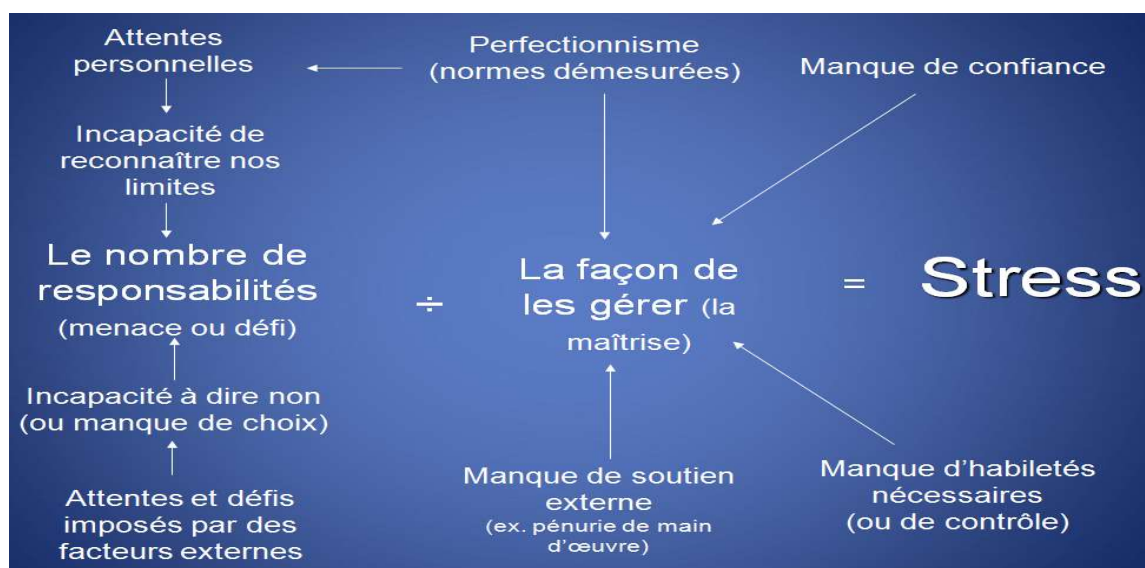 Attentes
personnelles
Perfectionnisme
(normes démesurées)
Manque de confiance
Incapacité de
reconnaître nos
limites
Le nombre de
responsabilités
(menace ou défi)
÷
La façon de
les gérer (la
maîtrise)
=
Stress
Incapacité à dire non
(ou manque de choix)
Attentes et défis
imposés par des
facteurs externes
Manque de soutien
externe
(ex. pénurie de main
d'œuvre)
Manque d'habiletés
nécessaires
(ou de contrôle)